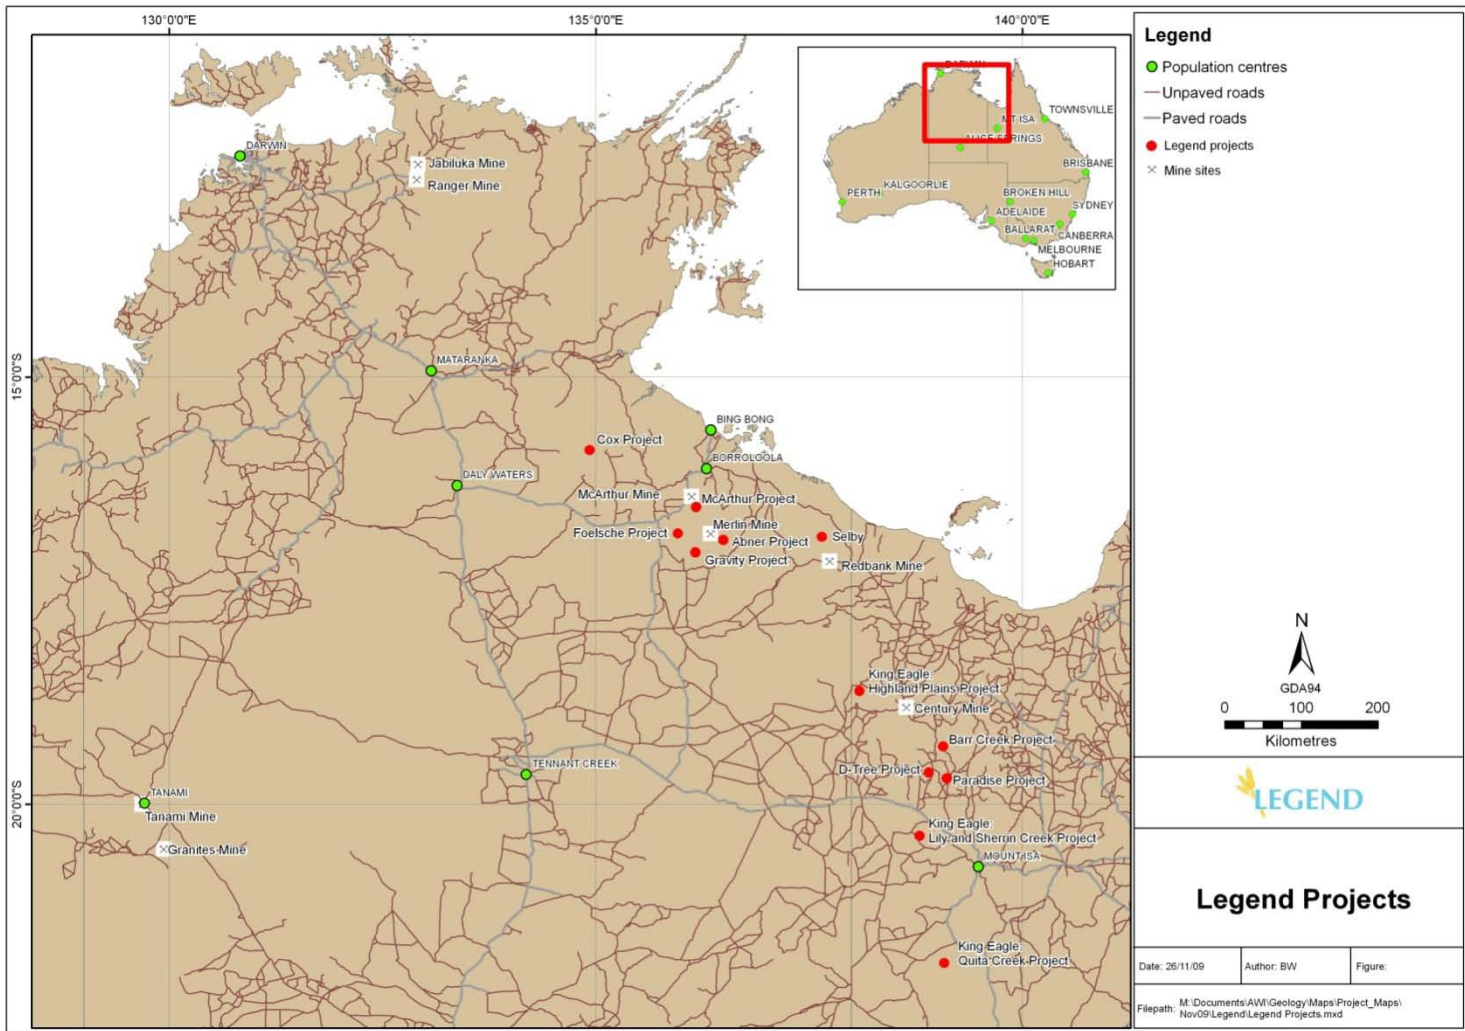 130°0'0"E
135°0'0"E
140°0'0"E
15°0'0"S
20°0'0"S
DARWIN
Jabiluka Mine
Ranger Mine
MATARANKA
BING BONG
Cox Project
BORROLOOLA
DALY WATERS
McArthur Mine
McArthur Project
Merlin Mine
Foelsche Project
Abner Project
Selby
Gravity Project
Redbank Mine
King Eagle:
Highland Plains Project
Century Mine
Barr Creek Project
TENNANT CREEK
D-Tree Project
Paradise Project
TANAMI
Tanami Mine
King Eagle:
Lily and Sherrin Creek Project
Granites Mine
MOUNT ISA
King Eagle:
Quita Creek Project
DARWIN
TOWNSVILLE
MT ISA
ALICE SPRINGS
BRISBANE
KALGOORLIE
PERTH
BROKEN HILL
SYDNEY
ADELAIDE
BALLARAT
CANBERRA
MELBOURNE
HOBART
Legend
Population centres
Unpaved roads
Paved roads
Legend projects
Mine sites
N
GDA94
0 100 200
Kilometres
LEGEND
Legend Projects
Date: 26/11/09
Author: BW
Figure:
Filepath: M:\Documents\AWI\Geology\Maps\Project_Maps\
Nov09\Legend\Legend Projects.mxd